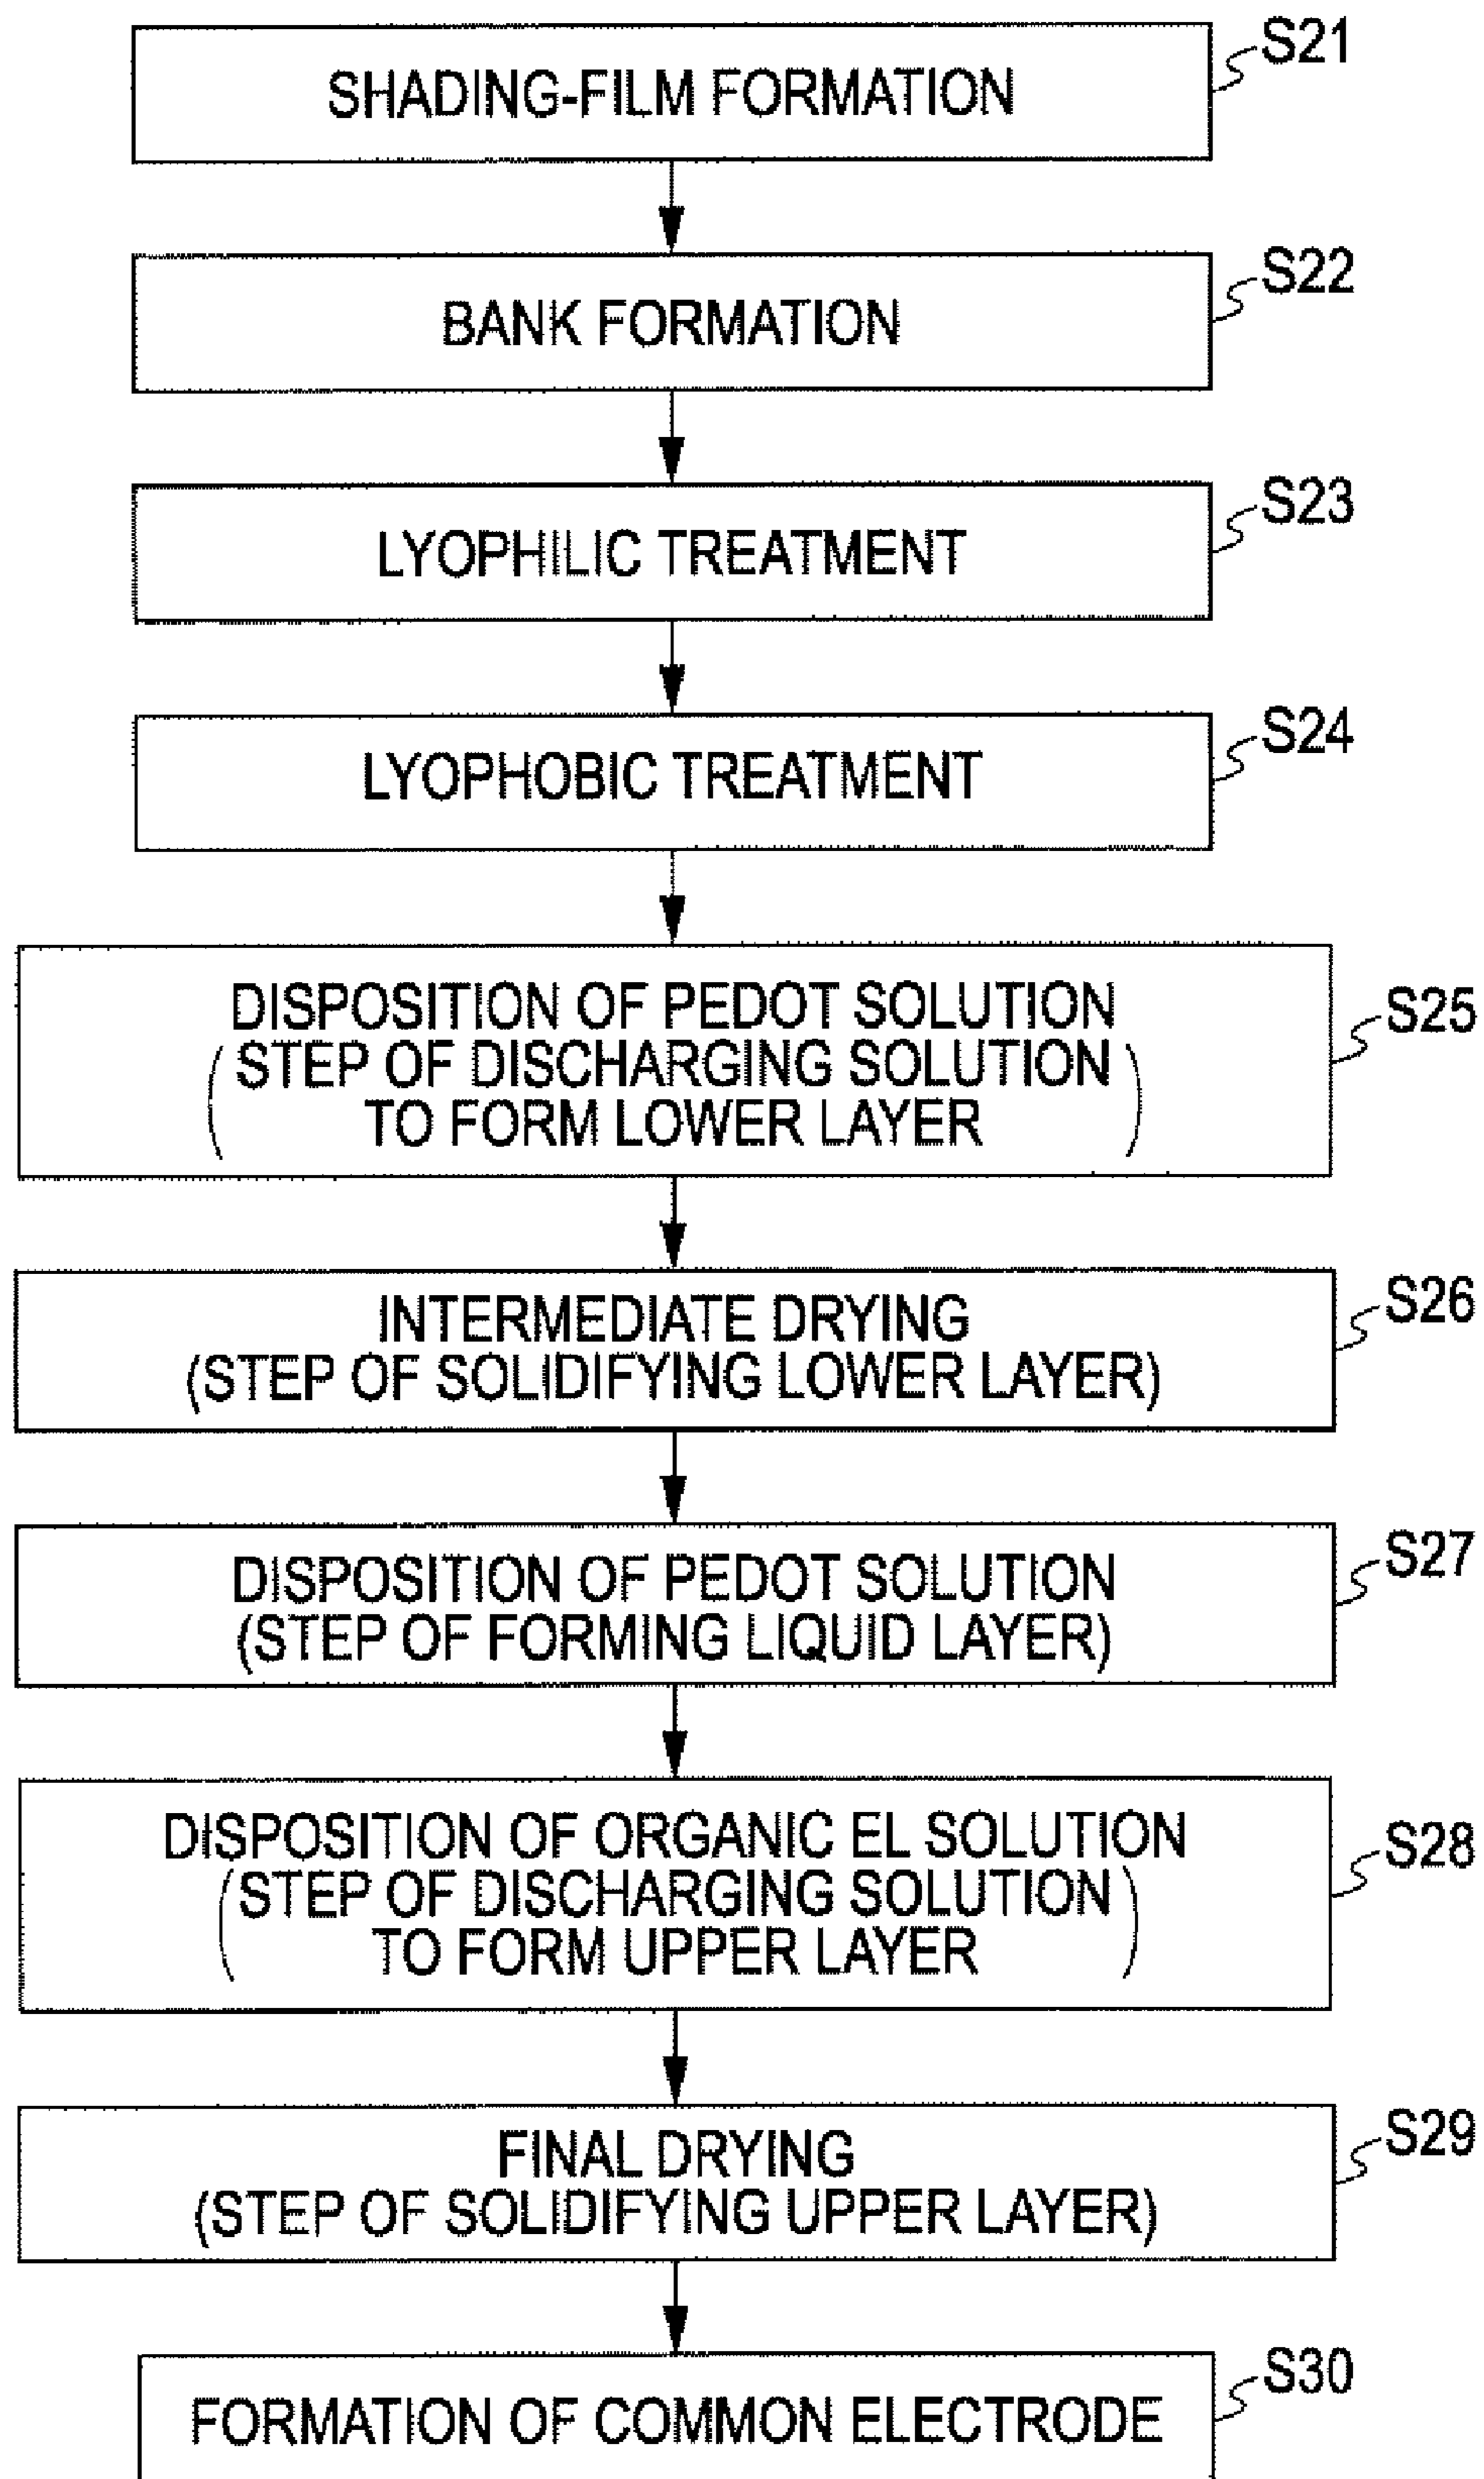 SHADING-FILM FORMATION
S21
BANK FORMATION
S22
LYOPHILIC TREATMENT
S23
LYOPHOBIC TREATMENT
S24
DISPOSITION OF PEDOT SOLUTION
(STEP OF DISCHARGING SOLUTION
TO FORM LOWER LAYER)
S25
INTERMEDIATE DRYING
(STEP OF SOLIDIFYING LOWER LAYER)
S26
DISPOSITION OF PEDOT SOLUTION
(STEP OF FORMING LIQUID LAYER)
S27
DISPOSITION OF ORGANIC EL SOLUTION
(STEP OF DISCHARGING SOLUTION
TO FORM UPPER LAYER)
S28
FINAL DRYING
(STEP OF SOLIDIFYING UPPER LAYER)
S29
FORMATION OF COMMON ELECTRODE
S30